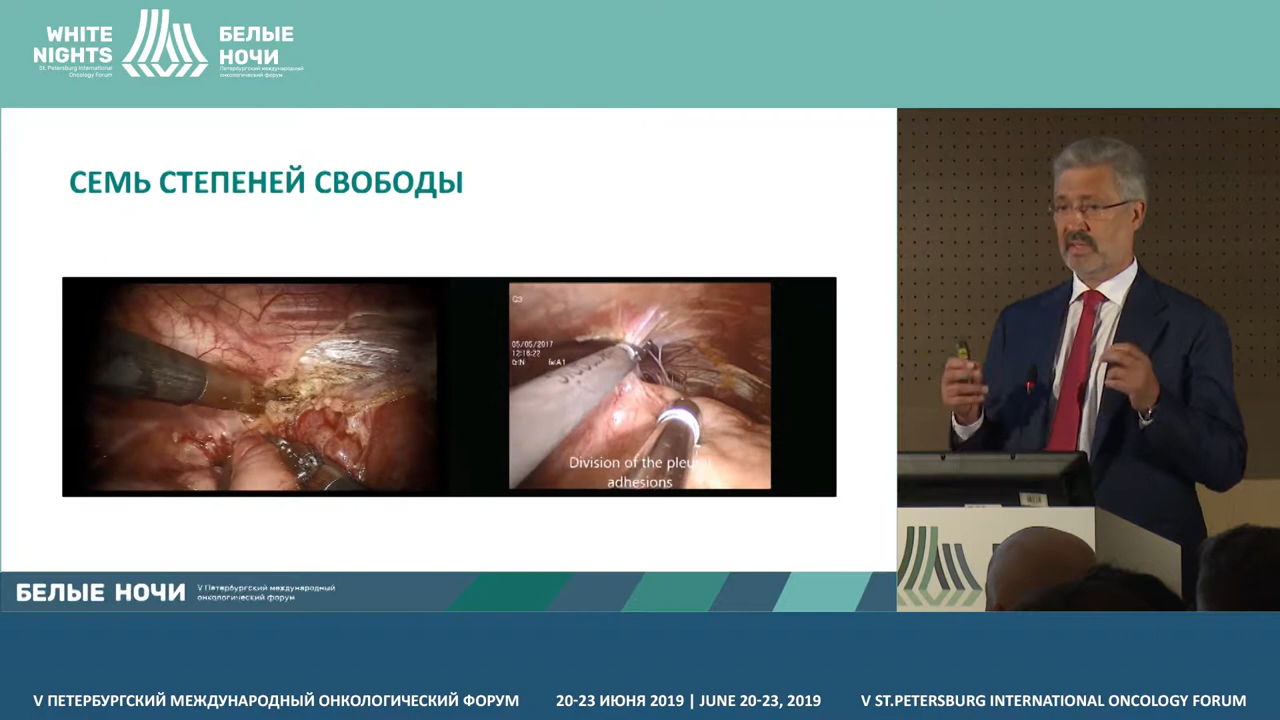 WHITE
NIGHTS
St. Petersburg International
Oncology Forum
БЕЛЫЕ
НОЧИ
Петербургский международный
онкологический форум
СЕМЬ СТЕПЕНЕЙ СВОБОДЫ
05/05/2017
12:16:22
Division of the
adhesions
БЕЛЫЕ НОЧИ
V Петербургский международный
онкологический форум
V ПЕТЕРБУРГСКИЙ МЕЖДУНАРОДНЫЙ ОНКОЛОГИЧЕСКИЙ ФОРУМ
20-23 ИЮНЯ 2019 | JUNE 20-23, 2019
V ST.PETERSBURG INTERNATIONAL ONCOLOGY FORUM